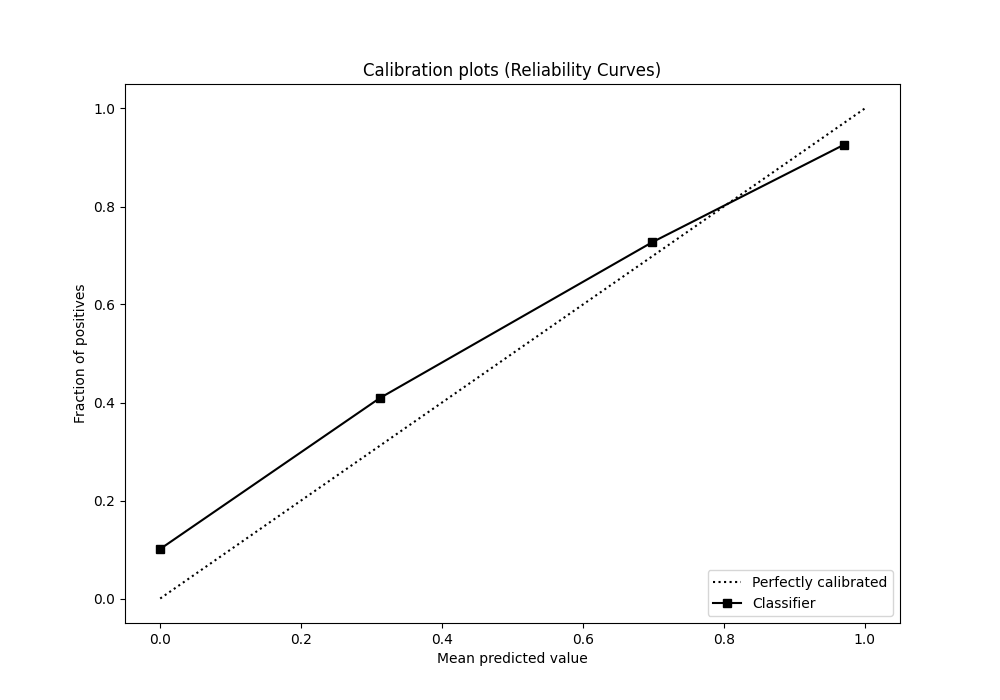 Calibration plots (Reliability Curves)
1.0
0.8
0.6
0.4
0.2
0.0
Fraction of positives
0.0 0.2 0.4 0.6 0.8 1.0
Mean predicted value
Perfectly calibrated
Classifier